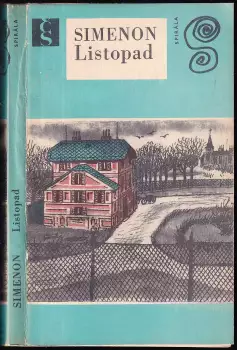 SPIRÁLA
Š
SIMENON
Listopad
SPIRÁLA
SIMENON Listopad